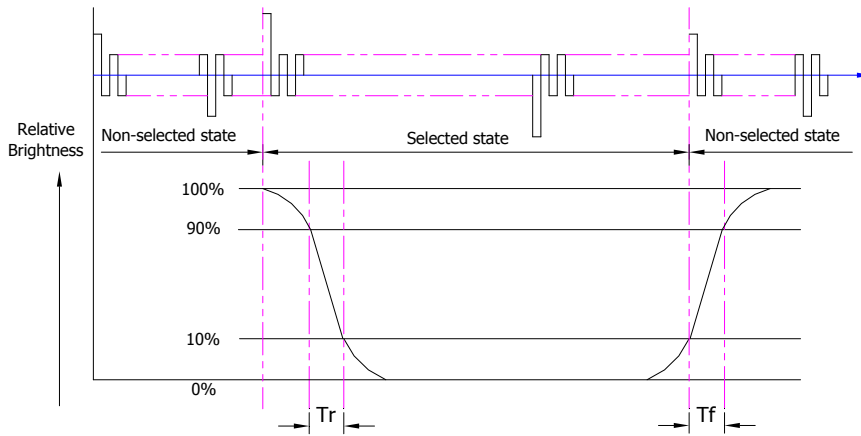 Relative
Brightness
Non-selected state
Selected state
Non-selected state
100%
90%
10%
0%
Tr
Tf